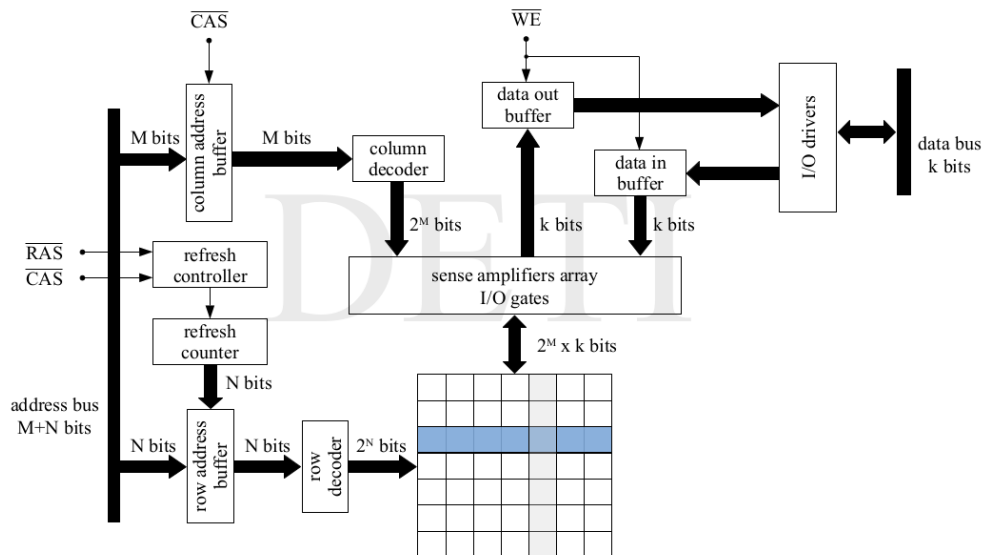 CAS
WE
column address
buffer
M bits
M bits
column
decoder
2ᴹ bits
data out
buffer
data in
buffer
I/O drivers
data bus
k bits
k bits
k bits
RAS
CAS
refresh
controller
sense amplifiers array
I/O gates
DETI
refresh
counter
2ᴹ x k bits
N bits
address bus
M+N bits
N bits
row address
buffer
N bits
row
decoder
2ᴺ bits